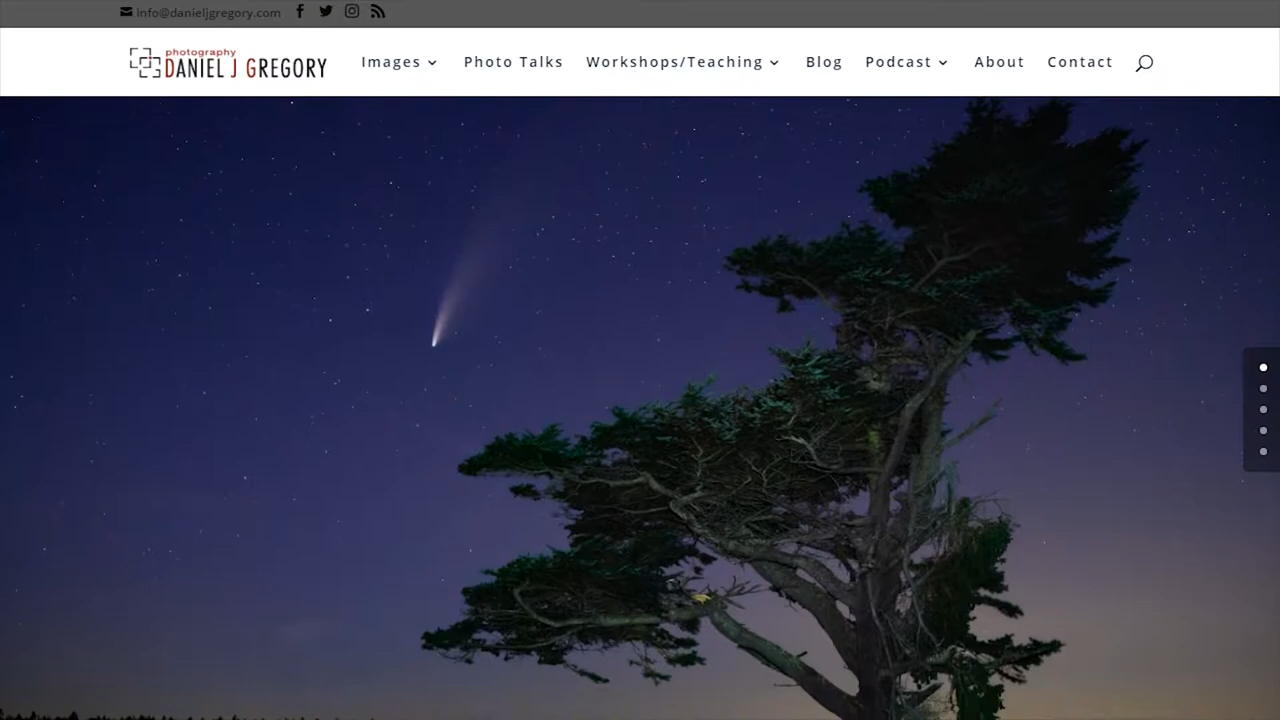 info@danieljgregory.com
photography
DANIEL J GREGORY
Images
Photo Talks
Workshops/Teaching
Blog
Podcast
About
Contact